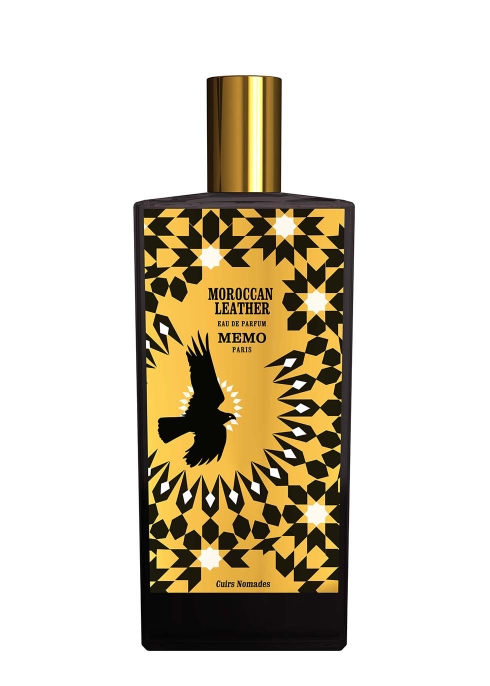 MOROCCAN
LEATHER
EAU DE PARFUM
MEMO
PARIS
Cuirs Nomades